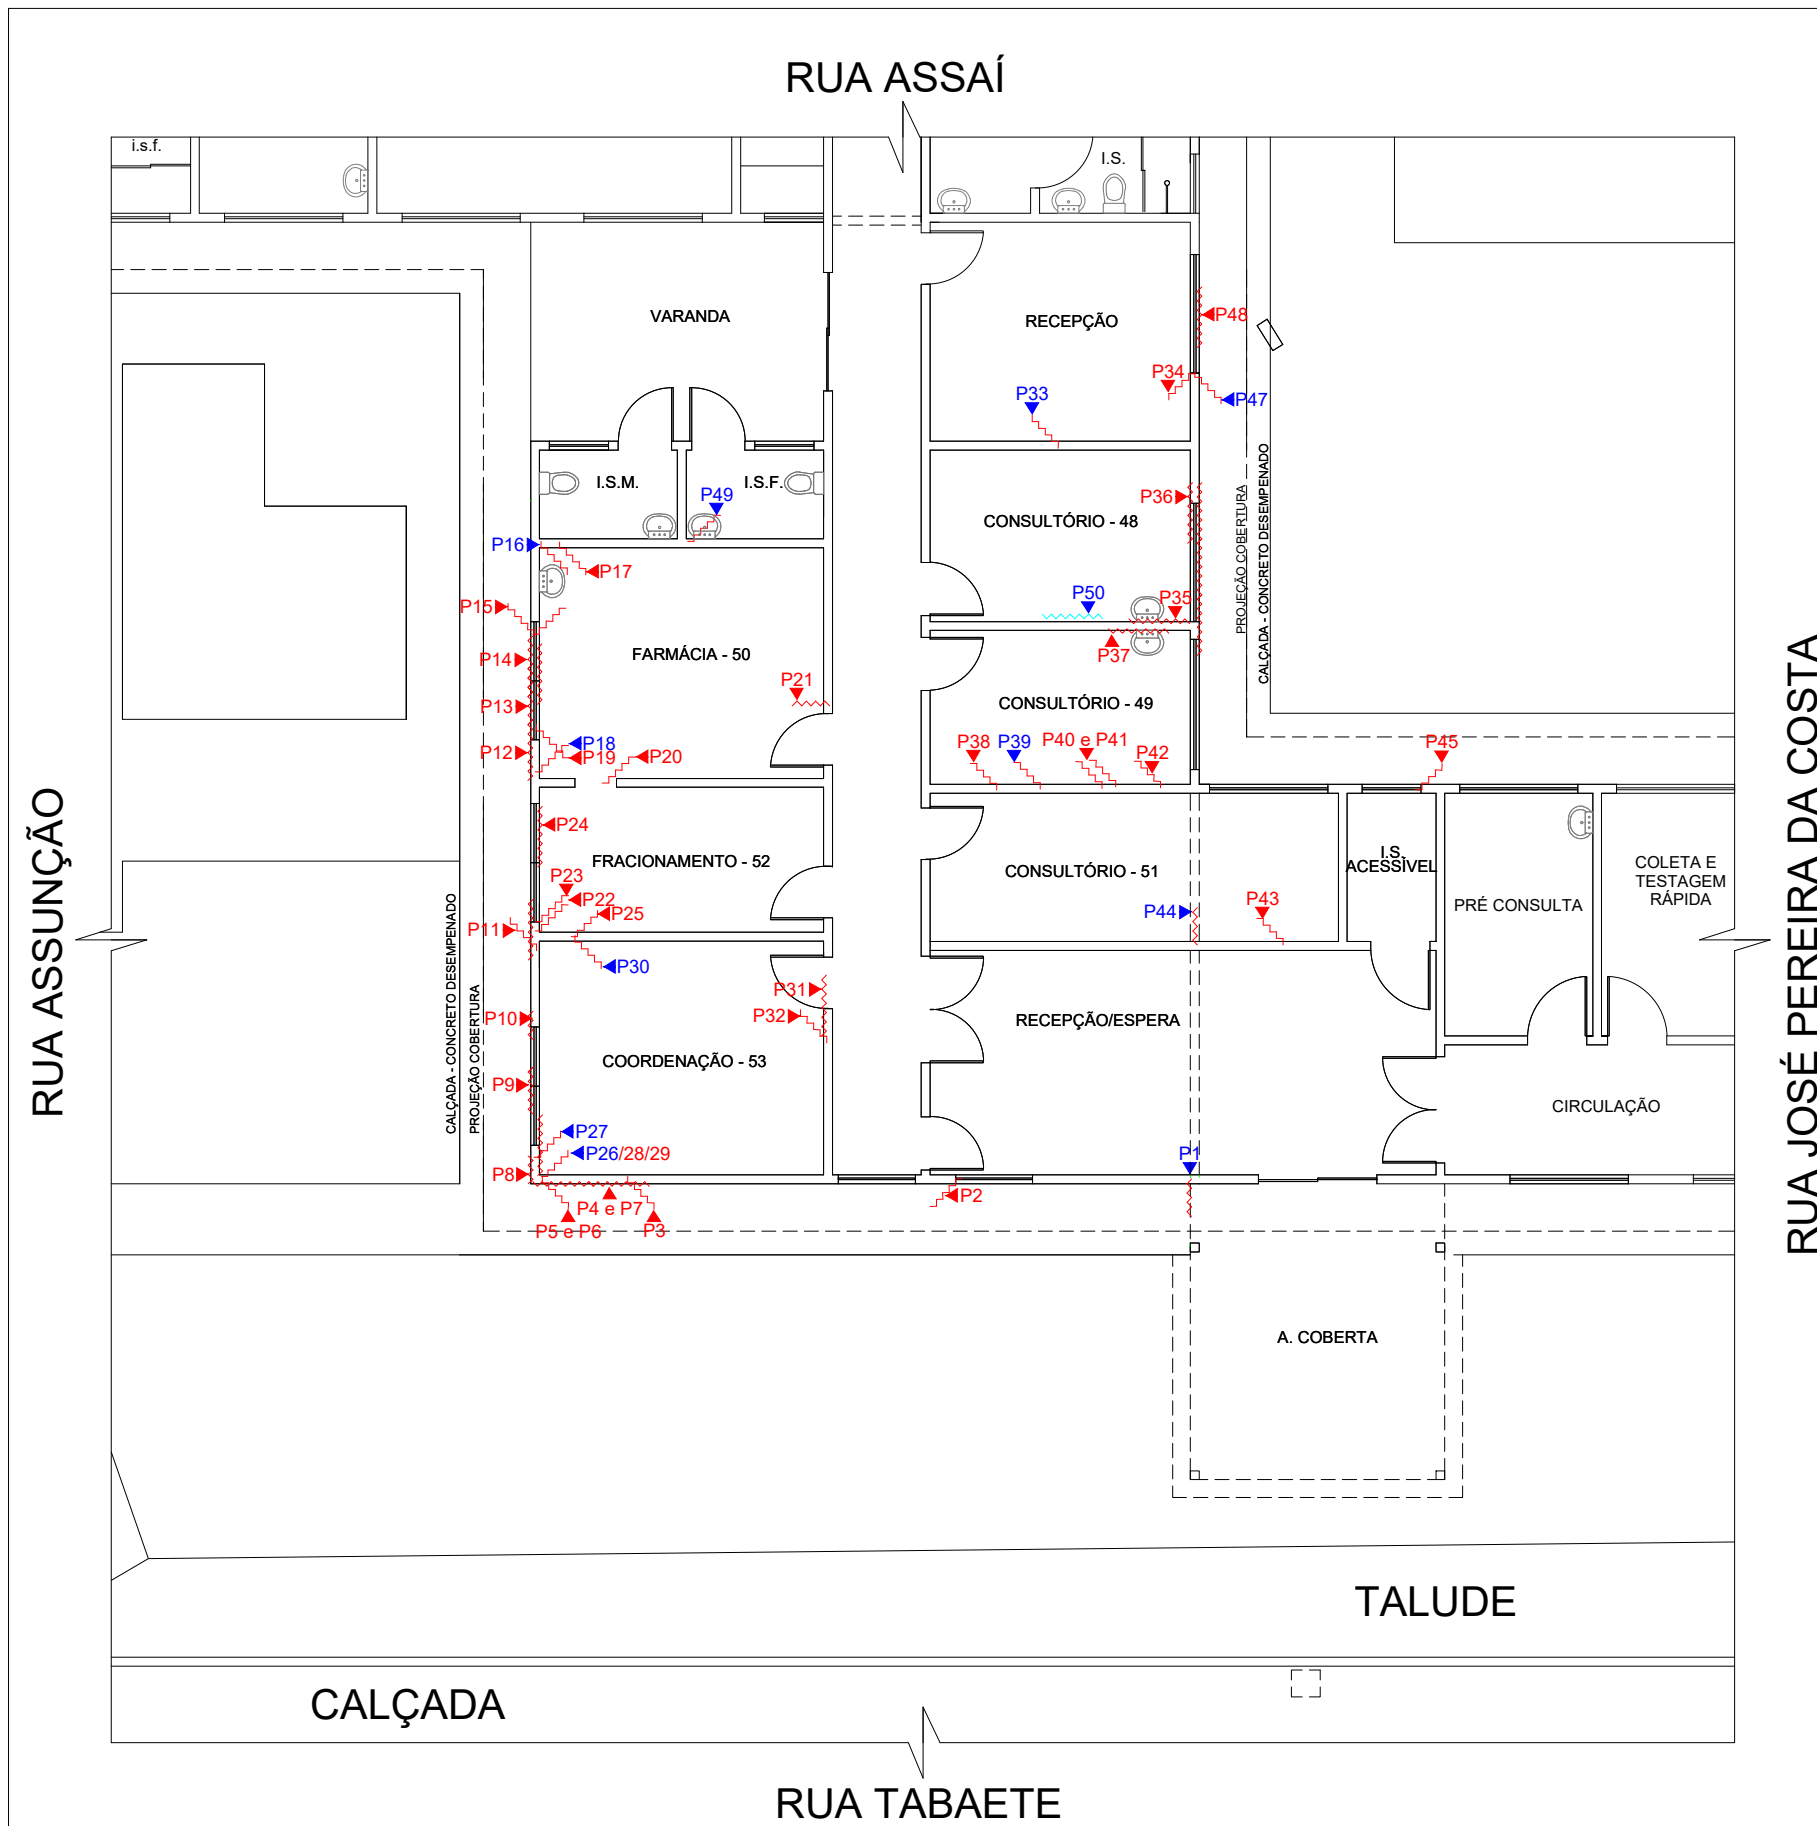 RUA ASSAÍ
i.s.f.
I.S.
VARANDA
RECEPÇÃO
P48
P34
P33
P47
I.S.M.
I.S.F.
P49
P36
CONSULTÓRIO - 48
PROJEÇÃO COBERTURA
CALÇADA - CONCRETO DESEMPENADO
P16
P17
P15
P50
P35
P14
FARMÁCIA - 50
P37
P21
P13
CONSULTÓRIO - 49
P18
P12
P19
P20
P38
P39
P40 e P41
P42
P45
P24
FRACIONAMENTO - 52
CONSULTÓRIO - 51
I.S.
ACESSÍVEL
COLETA E
TESTAGEM
RÁPIDA
PRÉ CONSULTA
P23
P22
P25
P11
P44
P43
P30
P31
P32
P10
RECEPÇÃO/ESPERA
COORDENAÇÃO - 53
P9
CIRCULAÇÃO
CALÇADA - CONCRETO DESEMPENADO
PROJEÇÃO COBERTURA
P27
P26/28/29
P8
P1
P2
P4 e P7
P5 e P6
P3
A. COBERTA
RUA ASSUNÇÃO
RUA JOSÉ PEREIRA DA COSTA
TALUDE
CALÇADA
RUA TABAETE